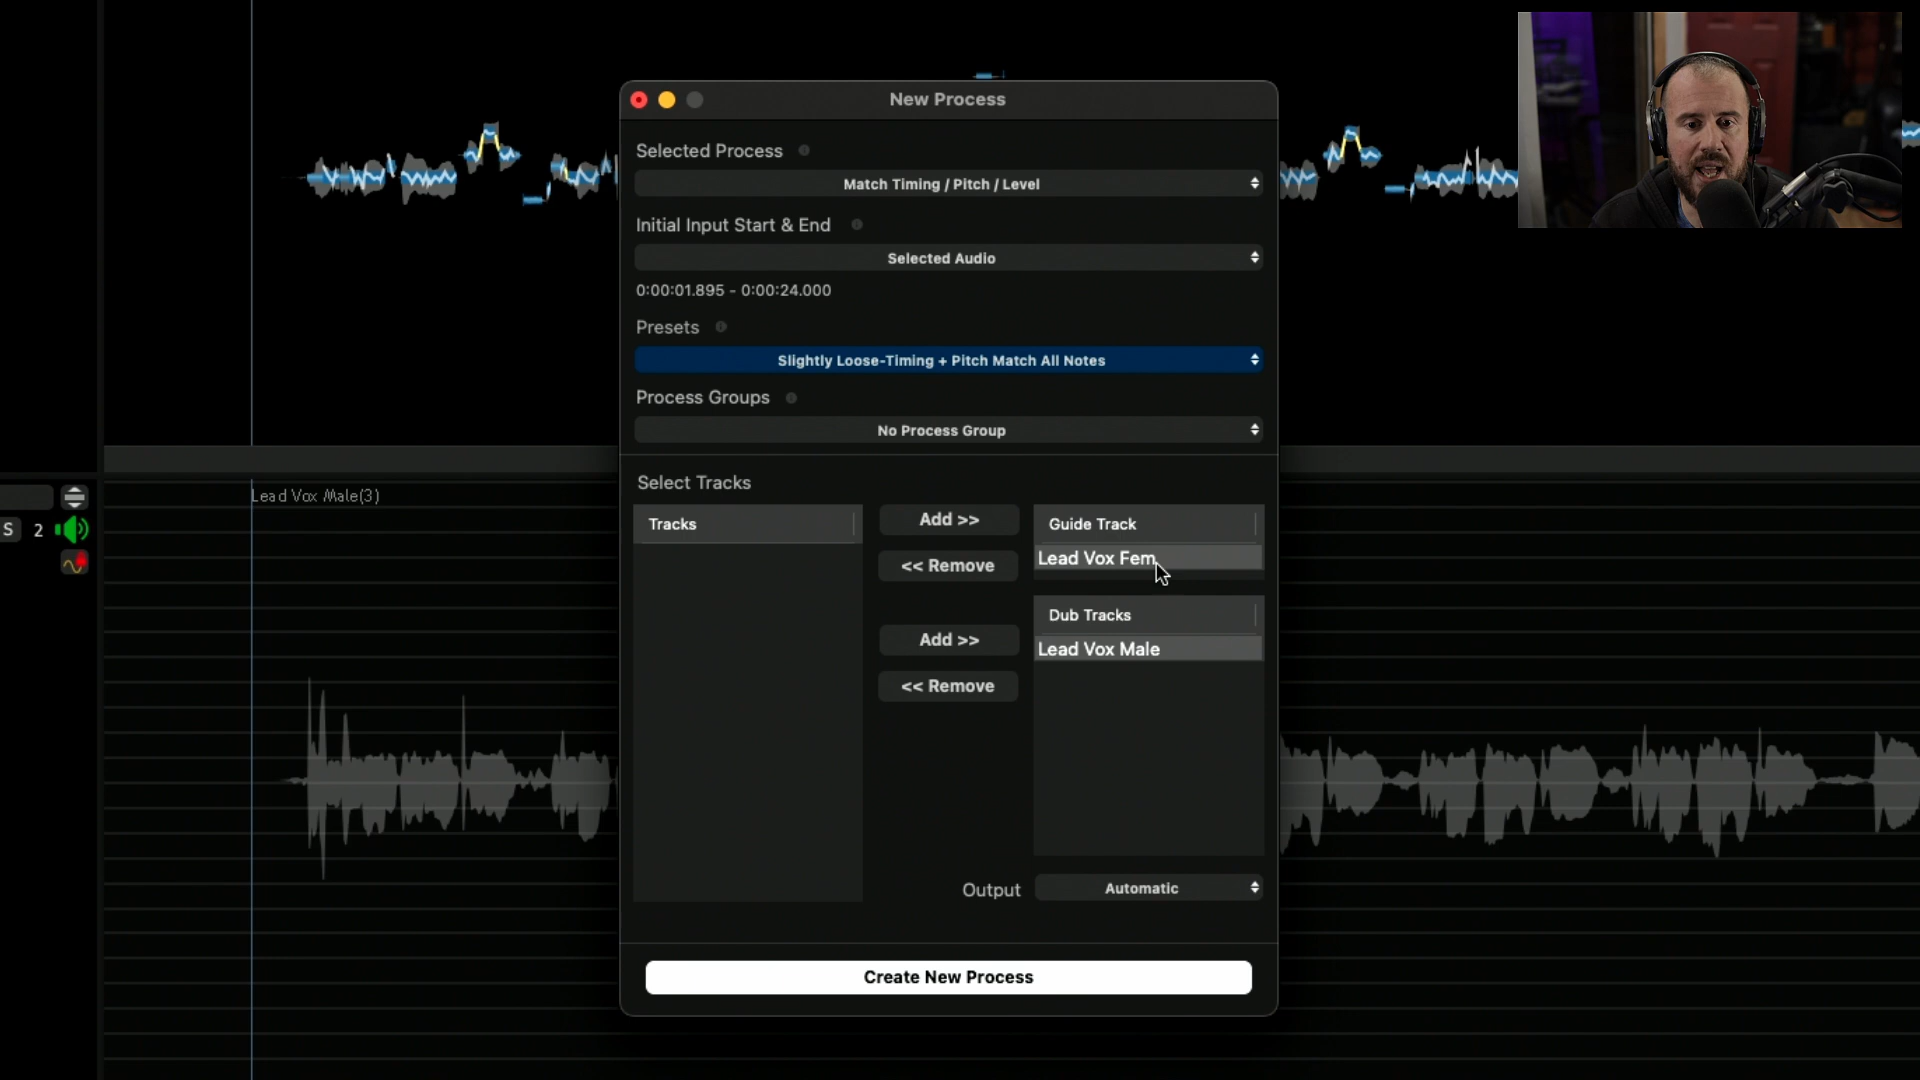 New Process
Selected Process
Match Timing / Pitch / Level
Initial Input Start & End
Selected Audio
0:00:01.895 - 0:00:24.000
Presets
Slightly Loose-Timing + Pitch Match All Notes
Process Groups
No Process Group
Select Tracks
Tracks
Add >>
<< Remove
Guide Track
Lead Vox Fem
Add >>
<< Remove
Dub Tracks
Lead Vox Male
Output
Automatic
Create New Process
Lead Vox Male(3)
S 2